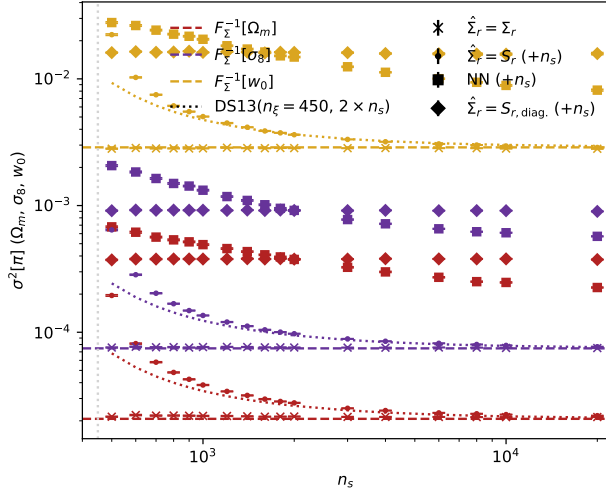 F_Σ^{-1}[Ω_m]
F_Σ^{-1}[σ_8]
F_Σ^{-1}[w_0]
DS13(n_ξ = 450, 2 × n_s)
Σ̂_r = Σ_r
Σ̂_r = S_r (+n_s)
NN (+n_s)
Σ̂_r = S_{r, diag.} (+n_s)
σ²[π] (Ω_m, σ_8, w_0)
10^{-2}
10^{-3}
10^{-4}
10^3
10^4
n_s